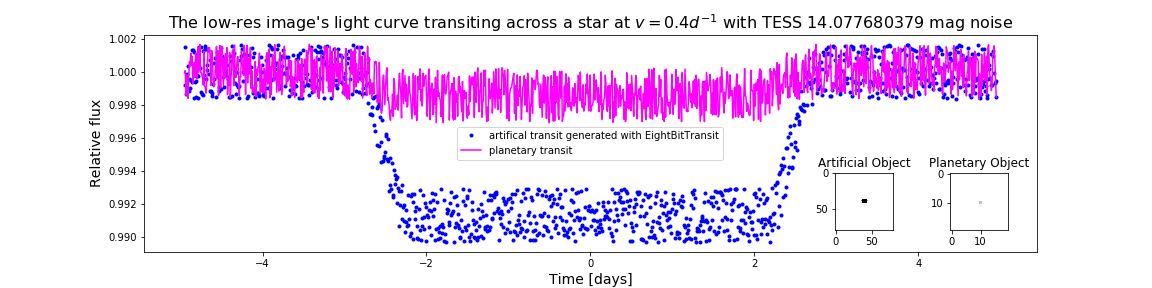 The low-res image's light curve transiting across a star at v = 0.4d⁻¹ with TESS 14.077680379 mag noise
1.002
1.000
0.998
0.996
0.994
0.992
0.990
Relative flux
artifical transit generated with EightBitTransit
planetary transit
Artificial Object
0
50
0 50
Planetary Object
0
10
0 10
−4 −2 0 2 4
Time [days]